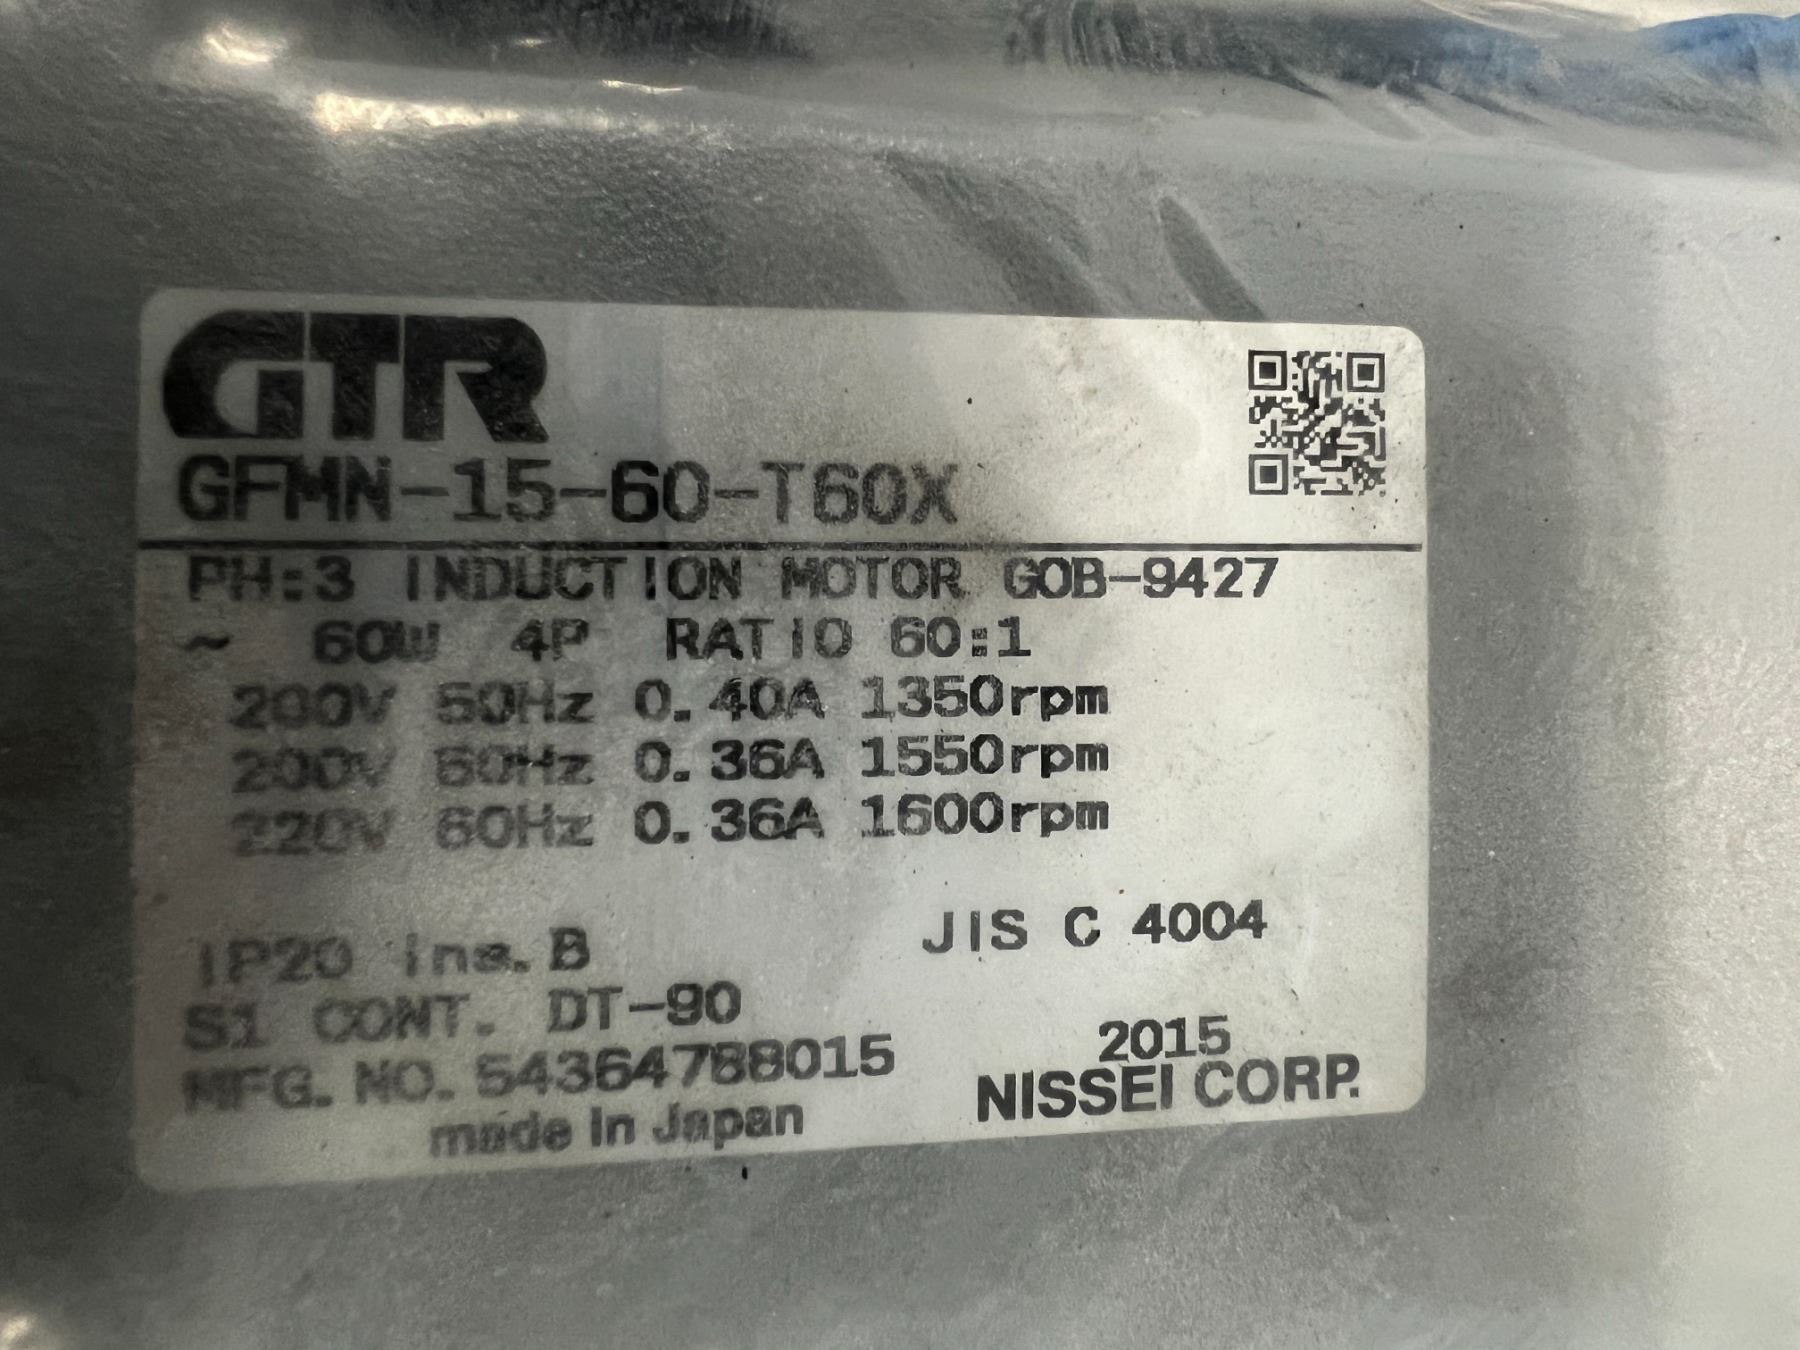 GTR
GFMN-15-60-T60X
PH:3 INDUCTION MOTOR GOB-9427
~ 60W 4P RATIO 60:1
200V 50Hz 0.40A 1350rpm
200V 60Hz 0.36A 1550rpm
220V 60Hz 0.36A 1600rpm
JIS C 4004
IP20 Ins.B
S1 CONT. DT-90
MFG. NO. 54364788015
2015
NISSEI CORP.
made in Japan